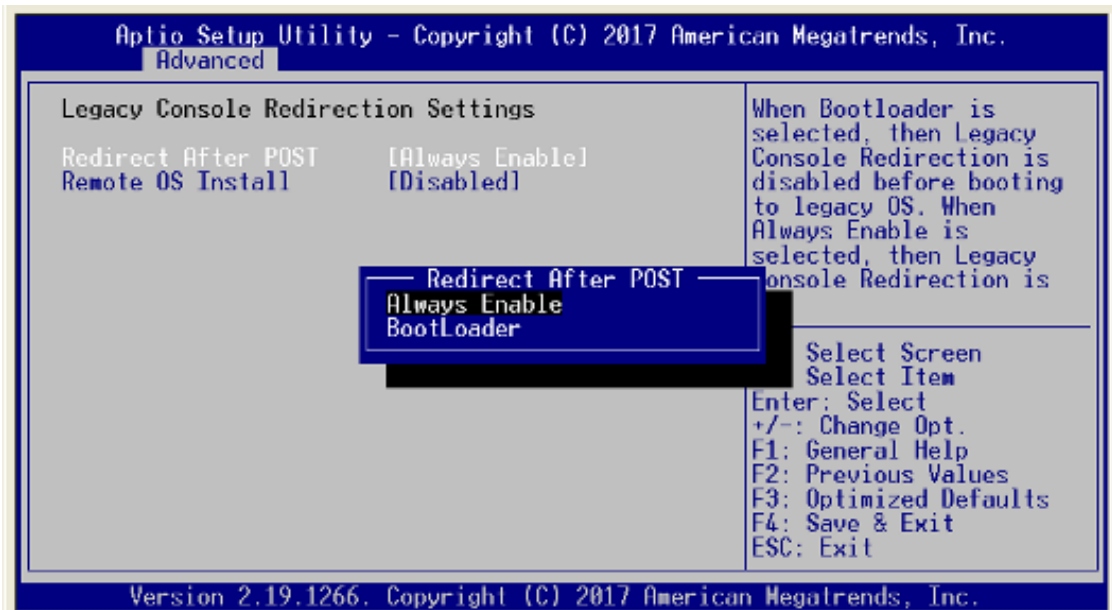 Aptio Setup Utility - Copyright (C) 2017 American Megatrends, Inc.
Advanced
Legacy Console Redirection Settings
Redirect After POST [Always Enable]
Remote OS Install [Disabled]
When Bootloader is
selected, then Legacy
Console Redirection is
disabled before booting
to legacy OS. When
Always Enable is
selected, then Legacy
Console Redirection is
Redirect After POST
Always Enable
BootLoader
Select Screen
Select Item
Enter: Select
+/-: Change Opt.
F1: General Help
F2: Previous Values
F3: Optimized Defaults
F4: Save & Exit
ESC: Exit
Version 2.19.1266. Copyright (C) 2017 American Megatrends, Inc.